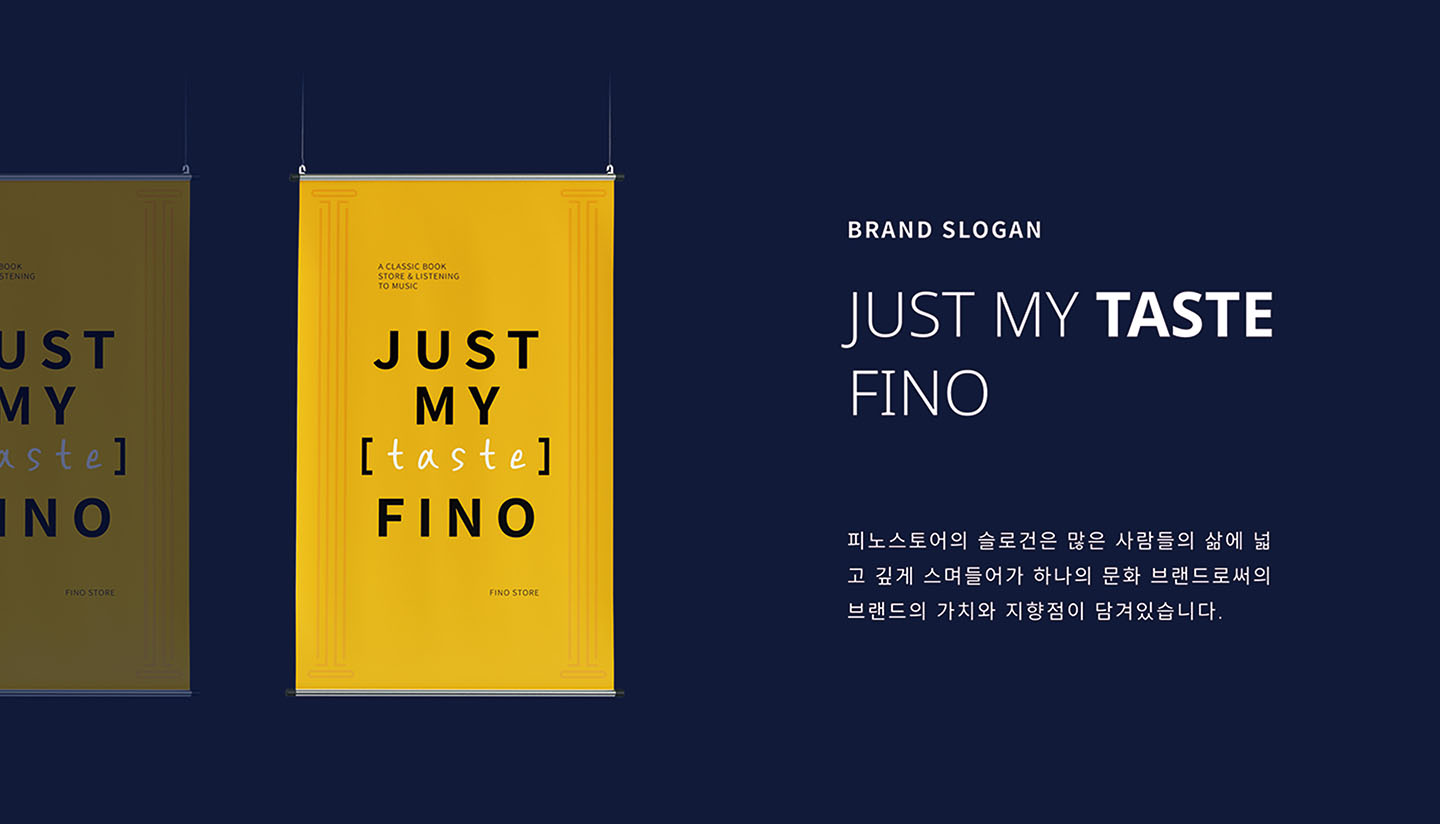 BOOK
STENING
UST
MY
aste]
INO
FINO STORE
A CLASSIC BOOK
STORE & LISTENING
TO MUSIC
JUST
MY
[taste]
FINO
FINO STORE
BRAND SLOGAN
JUST MY TASTE
FINO
피노스토어의 슬로건은 많은 사람들의 삶에 넓
고 깊게 스며들어가 하나의 문화 브랜드로써의
브랜드의 가치와 지향점이 담겨있습니다.